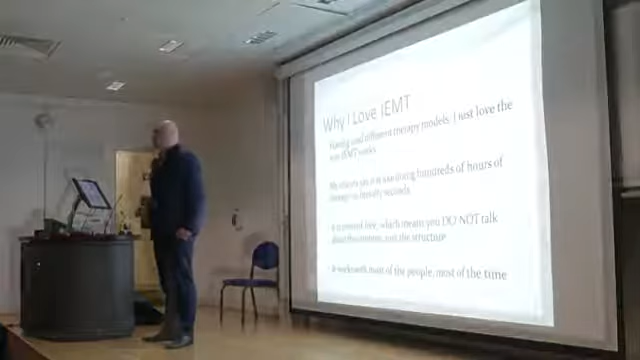 Why I Love IEMT
Having used different therapy models I just love the
way IEMT works
My clients say it is like doing hundreds of hours of
therapy in literally seconds
It is content free, which means you DO NOT talk
about the content, just the structure
It works with most of the people, most of the time